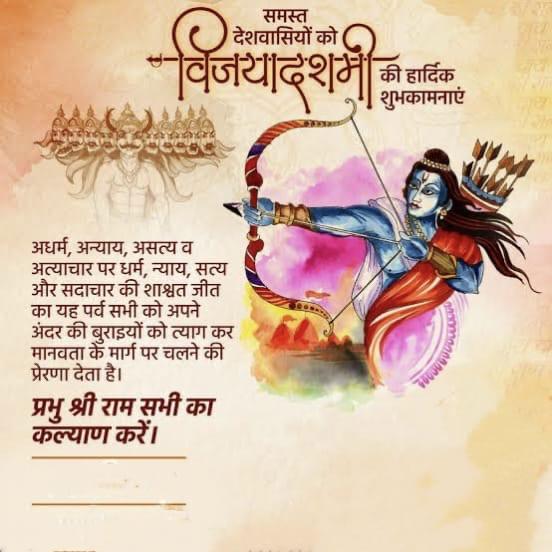 समस्त
देशवासियों को
विजयादशमी
की हार्दिक
शुभकामनाएं
अधर्म, अन्याय, असत्य व
अत्याचार पर धर्म, न्याय, सत्य
और सदाचार की शाश्वत जीत
का यह पर्व सभी को अपने
अंदर की बुराइयों को त्याग कर
मानवता के मार्ग पर चलने की
प्रेरणा देता है।
प्रभु श्री राम सभी का
कल्याण करें।